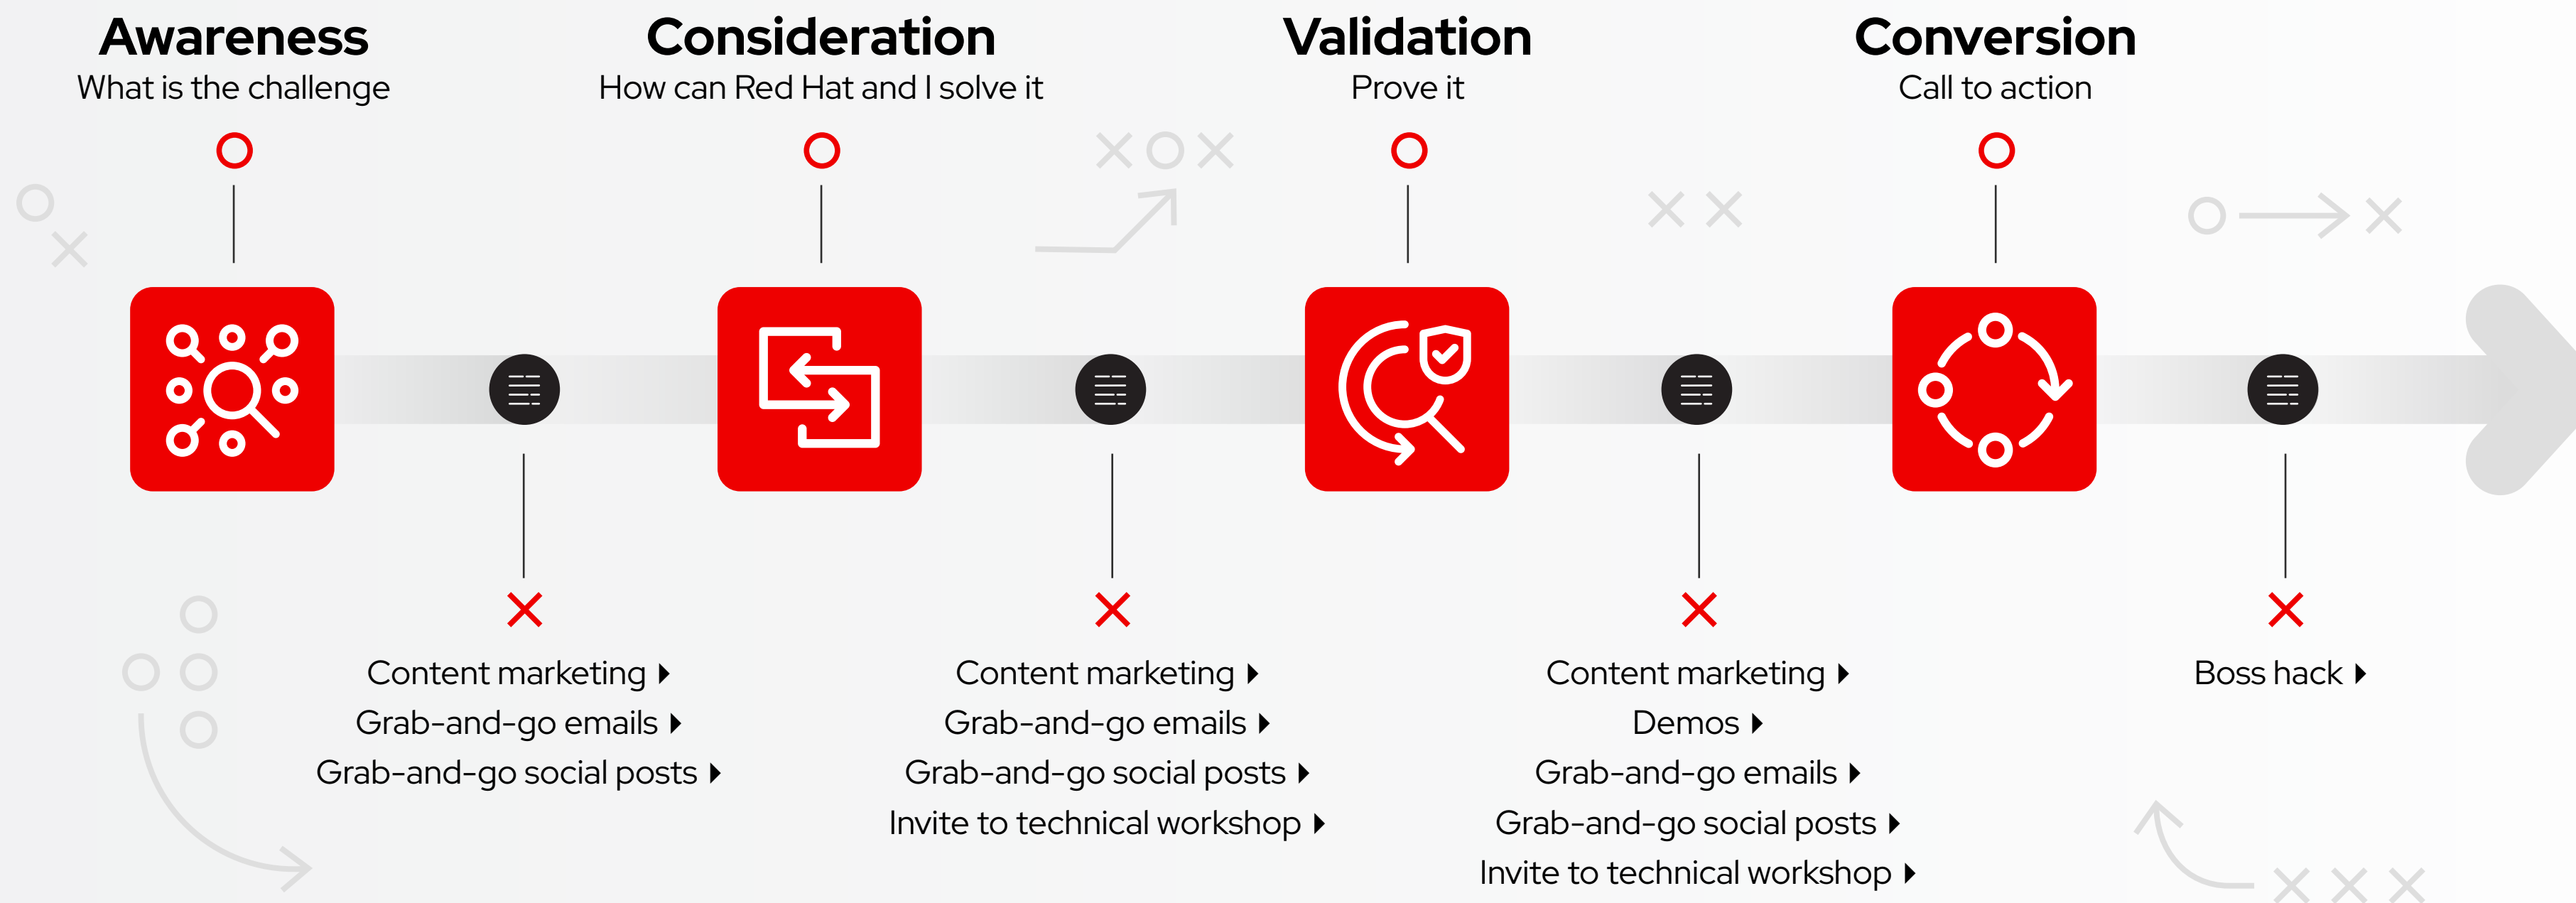 Awareness
What is the challenge
Consideration
How can Red Hat and I solve it
Validation
Prove it
Conversion
Call to action
Content marketing
Grab-and-go emails
Grab-and-go social posts
Content marketing
Grab-and-go emails
Grab-and-go social posts
Invite to technical workshop
Content marketing
Demos
Grab-and-go emails
Grab-and-go social posts
Invite to technical workshop
Boss hack